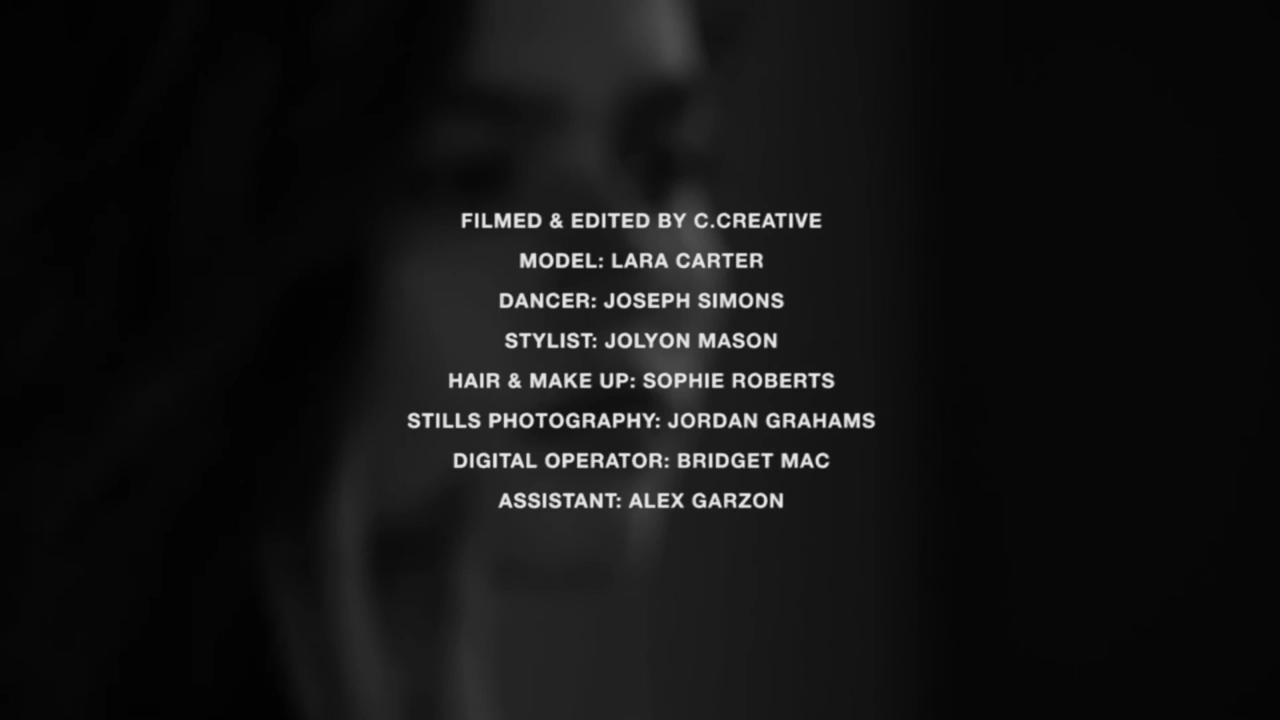 FILMED & EDITED BY C.CREATIVE
MODEL: LARA CARTER
DANCER: JOSEPH SIMONS
STYLIST: JOLYON MASON
HAIR & MAKE UP: SOPHIE ROBERTS
STILLS PHOTOGRAPHY: JORDAN GRAHAMS
DIGITAL OPERATOR: BRIDGET MAC
ASSISTANT: ALEX GARZON